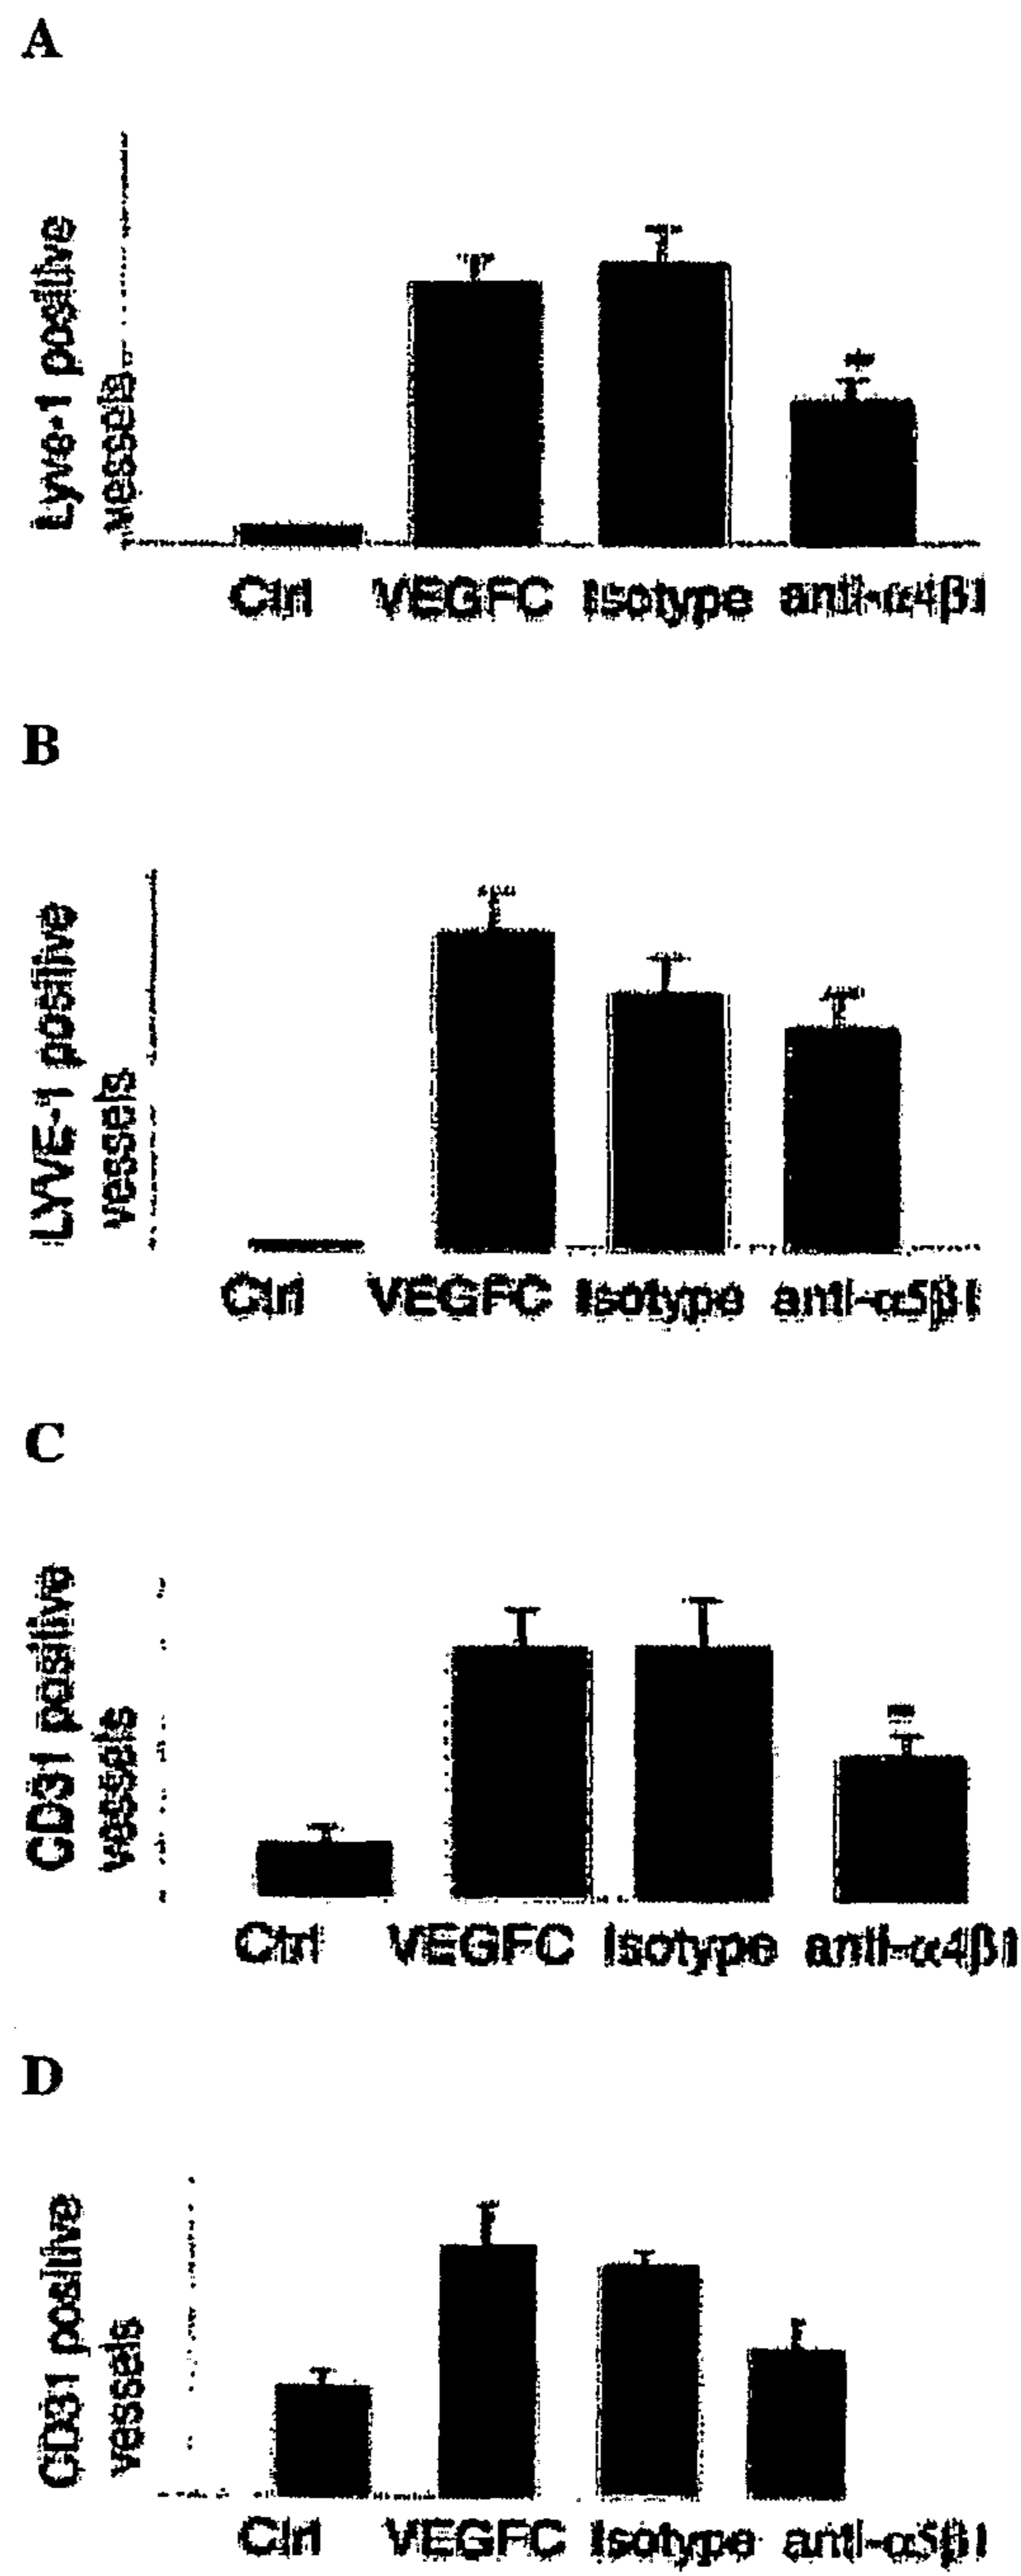 A
Lyve-1 positive
vessels
Ctrl VEGFC Isotype anti-α4β1
B
LYVE-1 positive
vessels
Ctrl VEGFC Isotype anti-α5β1
C
CD31 positive
vessels
Ctrl VEGFC Isotype anti-α4β1
D
CD31 positive
vessels
Ctrl VEGFC Isotype anti-α5β1